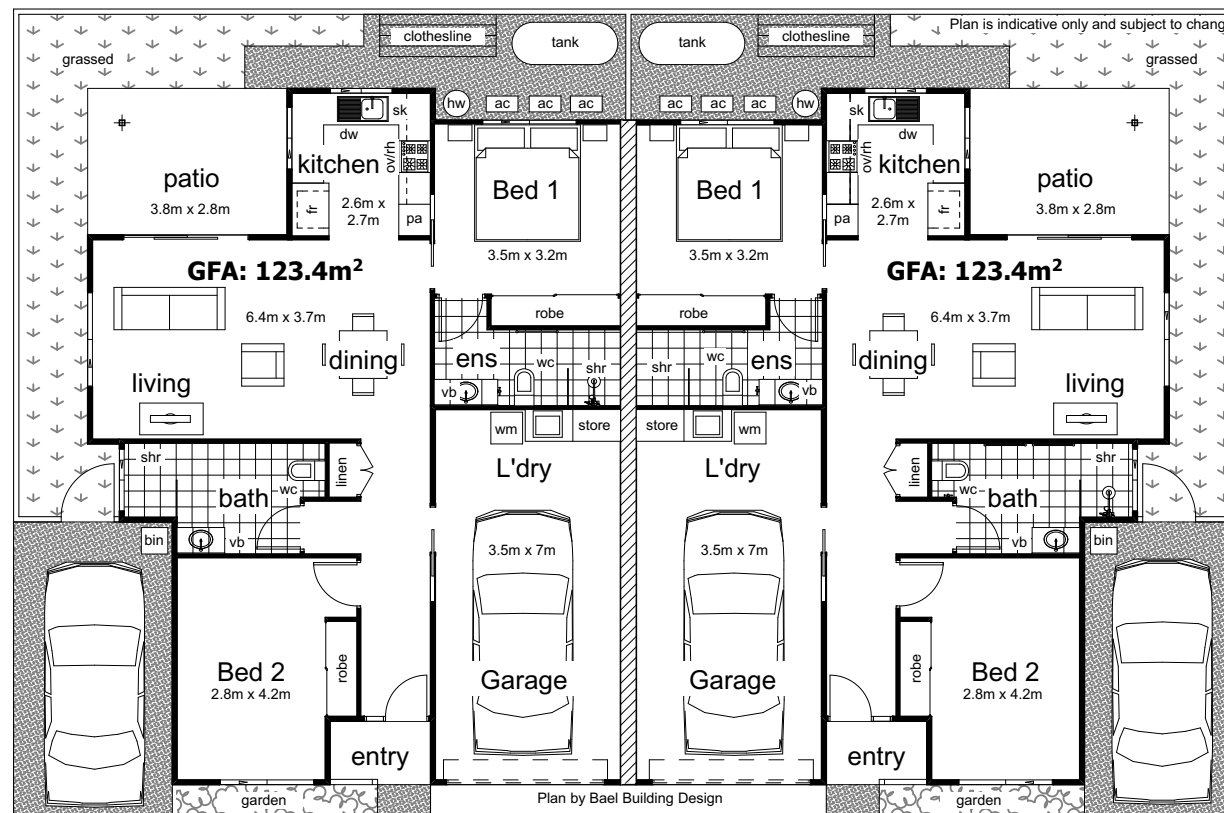 Plan is indicative only and subject to chang
clothesline
tank
tank
clothesline
grassed
grassed
hw
ac
ac
ac
ac
ac
ac
hw
sk
dw
kitchen
ov/rh
fr
2.6m x
2.7m
pa
patio
3.8m x 2.8m
Bed 1
3.5m x 3.2m
Bed 1
3.5m x 3.2m
sk
dw
kitchen
ov/rh
2.6m x
2.7m
pa
fr
patio
3.8m x 2.8m
GFA: 123.4m²
GFA: 123.4m²
robe
robe
6.4m x 3.7m
dining
living
ens
wc
shr
vb
shr
wc
ens
vb
6.4m x 3.7m
dining
living
wm
store
store
wm
L'dry
L'dry
shr
wc
bath
linen
vb
bin
linen
wc
bath
shr
vb
bin
3.5m x 7m
3.5m x 7m
Bed 2
2.8m x 4.2m
robe
Garage
Garage
robe
Bed 2
2.8m x 4.2m
entry
entry
garden
Plan by Bael Building Design
garden